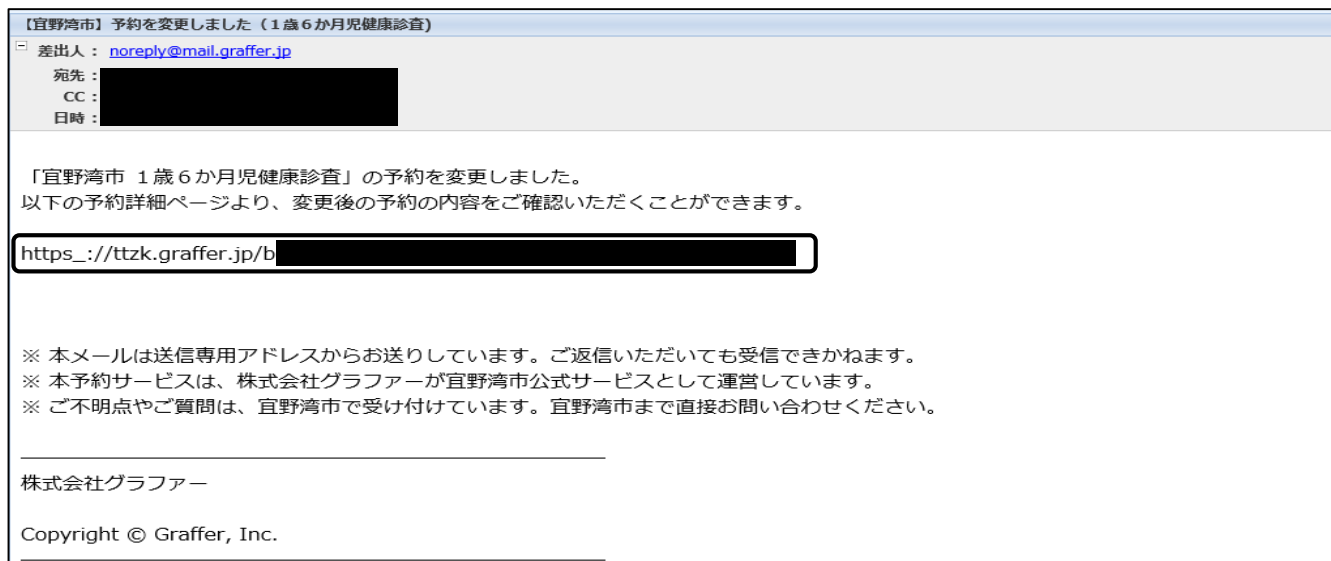 【宜野湾市】予約を変更しました（１歳６か月児健康診査）
差出人： noreply@mail.graffer.jp
宛先：
CC：
日時：
「宜野湾市 １歳６か月児健康診査」の予約を変更しました。
以下の予約詳細ページより、変更後の予約の内容をご確認いただくことができます。
https_://ttzk.graffer.jp/b
※ 本メールは送信専用アドレスからお送りしています。ご返信いただいても受信できかねます。
※ 本予約サービスは、株式会社グラファーが宜野湾市公式サービスとして運営しています。
※ ご不明点やご質問は、宜野湾市で受け付けています。宜野湾市まで直接お問い合わせください。
株式会社グラファー
Copyright © Graffer, Inc.